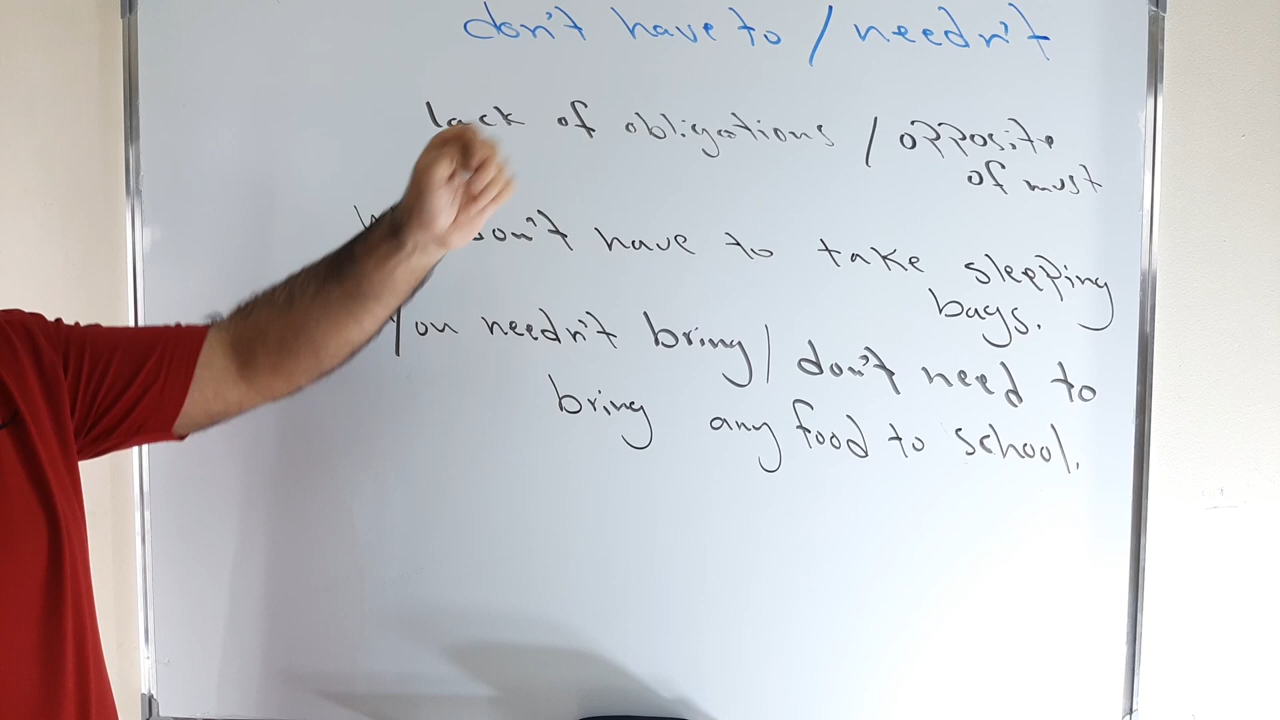 don't have to / needn't
lack of obligations / opposite
of must
don't have to take sleeping
bags.
You needn't bring / don't need to
bring any food to school.